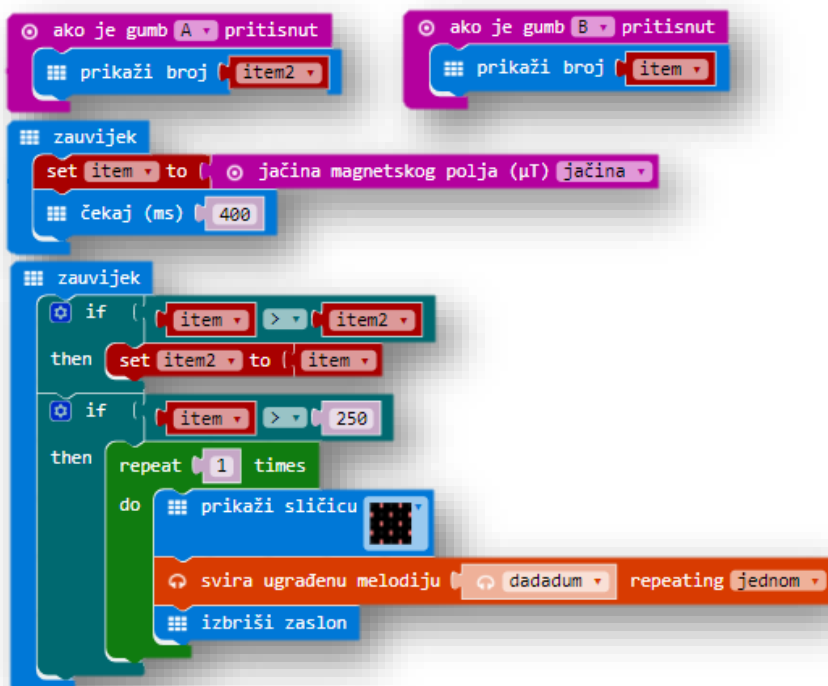 ako je gumb A pritisnut
prikaži broj item2
ako je gumb B pritisnut
prikaži broj item
zauvijek
set item to jačina magnetskog polja (µT) jačina
čekaj (ms) 400
zauvijek
if item > item2
then set item2 to item
if item > 250
then repeat 1 times
do prikaži sličicu
svira ugrađenu melodiju dadadum repeating jednom
izbriši zaslon